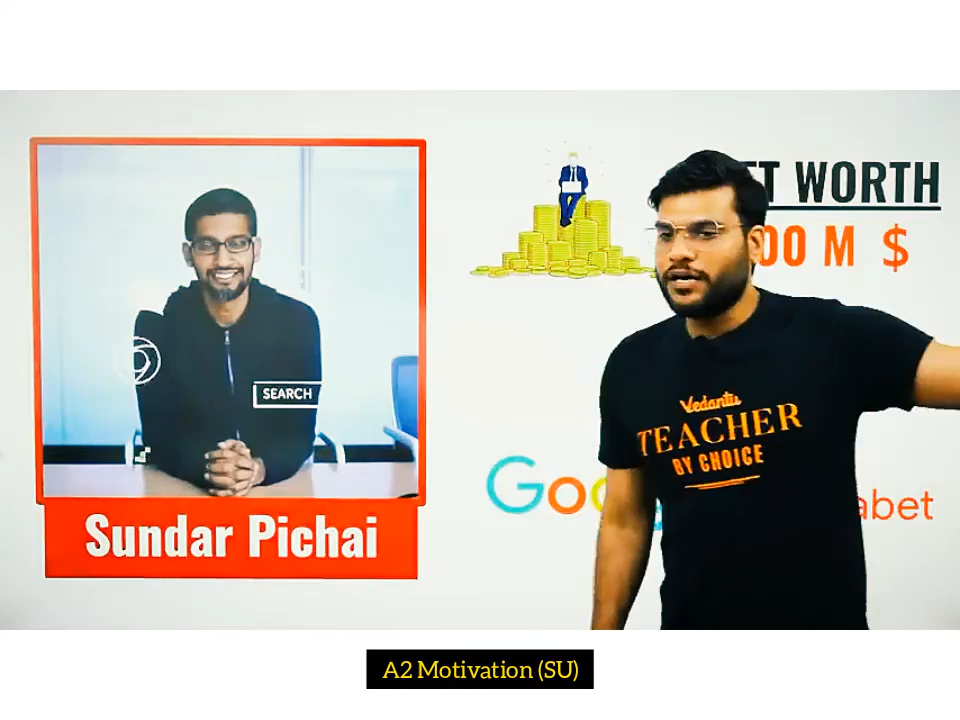 WORTH
M $
SEARCH
Vedantu
TEACHER
BY CHOICE
Sundar Pichai
A2 Motivation (SU)